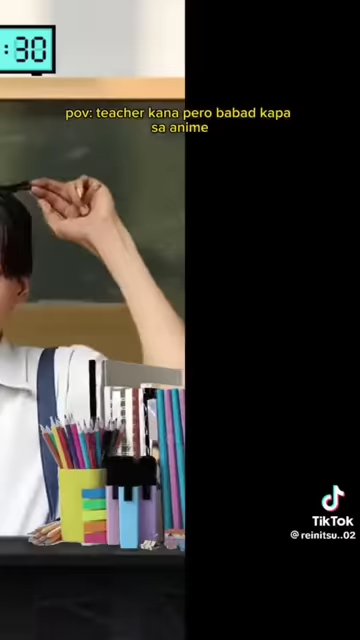 :30
pov: teacher kana pero babad kapa
sa anime
TikTok
@reinitsu..02